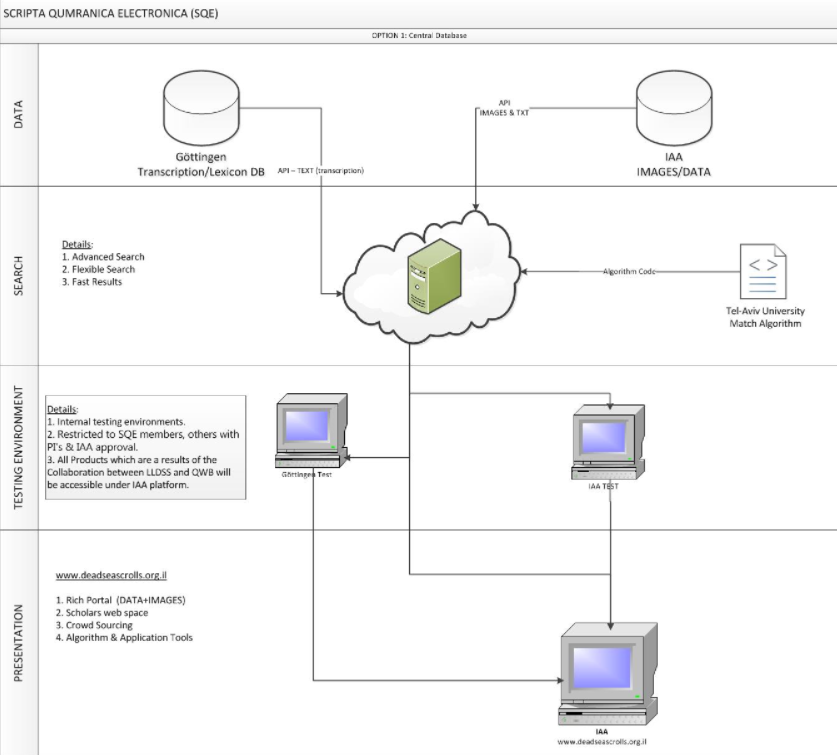 SCRIPTA QUMRANICA ELECTRONICA (SQE)
OPTION 1: Central Database
DATA
Göttingen
Transcription/Lexicon DB
API – TEXT (transcription)
API
IMAGES & TXT
IAA
IMAGES/DATA
SEARCH
Details:
1. Advanced Search
2. Flexible Search
3. Fast Results
Algorithm Code
Tel-Aviv University
Match Algorithm
TESTING ENVIRONMENT
Details:
1. Internal testing environments.
2. Restricted to SQE members, others with
PI's & IAA approval.
3. All Products which are a results of the
Collaboration between LLDSS and QWB will
be accessible under IAA platform.
Göttingen Test
IAA TEST
PRESENTATION
www.deadseascrolls.org.il
1. Rich Portal (DATA+IMAGES)
2. Scholars web space
3. Crowd Sourcing
4. Algorithm & Application Tools
IAA
www.deadseascrolls.org.il